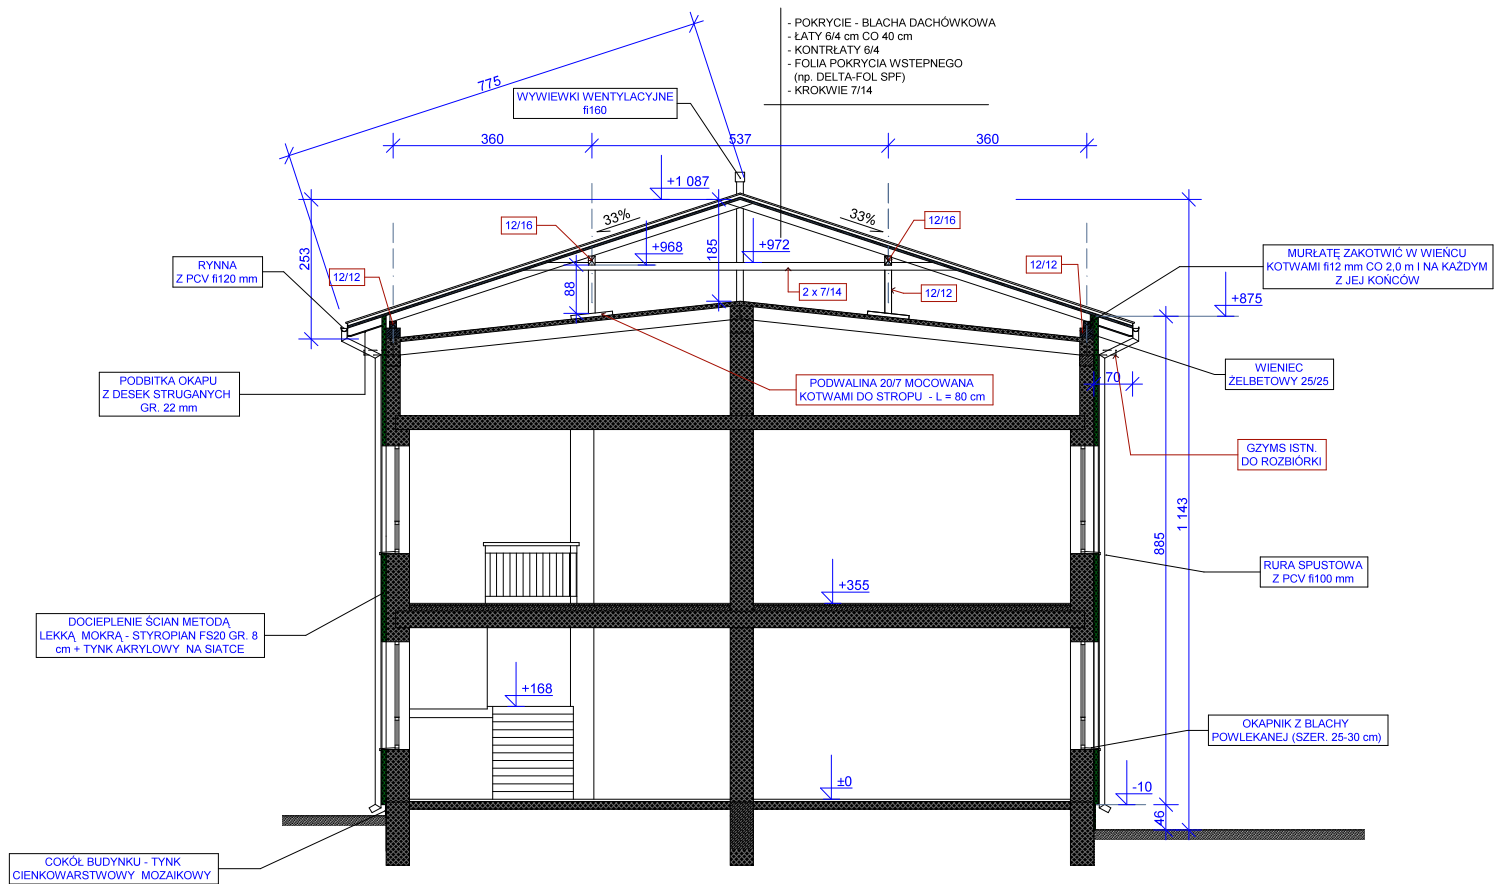 - POKRYCIE - BLACHA DACHÓWKOWA
- ŁATY 6/4 cm CO 40 cm
- KONTRŁATY 6/4
- FOLIA POKRYCIA WSTEPNEGO
(np. DELTA-FOL SPF)
- KROKWIE 7/14
775
WYWIEWKI WENTYLACYJNE
fi160
360
537
360
+1 087
33%
33%
12/16
12/16
+968
185
+972
253
RYNNA
Z PCV fi120 mm
12/12
88
2 x 7/14
12/12
12/12
MURŁATĘ ZAKOTWIĆ W WIEŃCU
KOTWAMI fi12 mm CO 2,0 m I NA KAŻDYM
Z JEJ KOŃCÓW
+875
PODBITKA OKAPU
Z DESEK STRUGANYCH
GR. 22 mm
PODWALINA 20/7 MOCOWANA
KOTWAMI DO STROPU - L = 80 cm
70
WIENIEC
ŻELBETOWY 25/25
GZYMS ISTN.
DO ROZBIÓRKI
1 143
885
RURA SPUSTOWA
Z PCV fi100 mm
+355
DOCIEPLENIE ŚCIAN METODĄ
LEKKĄ MOKRĄ - STYROPIAN FS20 GR. 8
cm + TYNK AKRYLOWY NA SIATCE
+168
OKAPNIK Z BLACHY
POWLEKANEJ (SZER. 25-30 cm)
±0
-10
46
COKÓŁ BUDYNKU - TYNK
CIENKOWARSTWOWY MOZAIKOWY